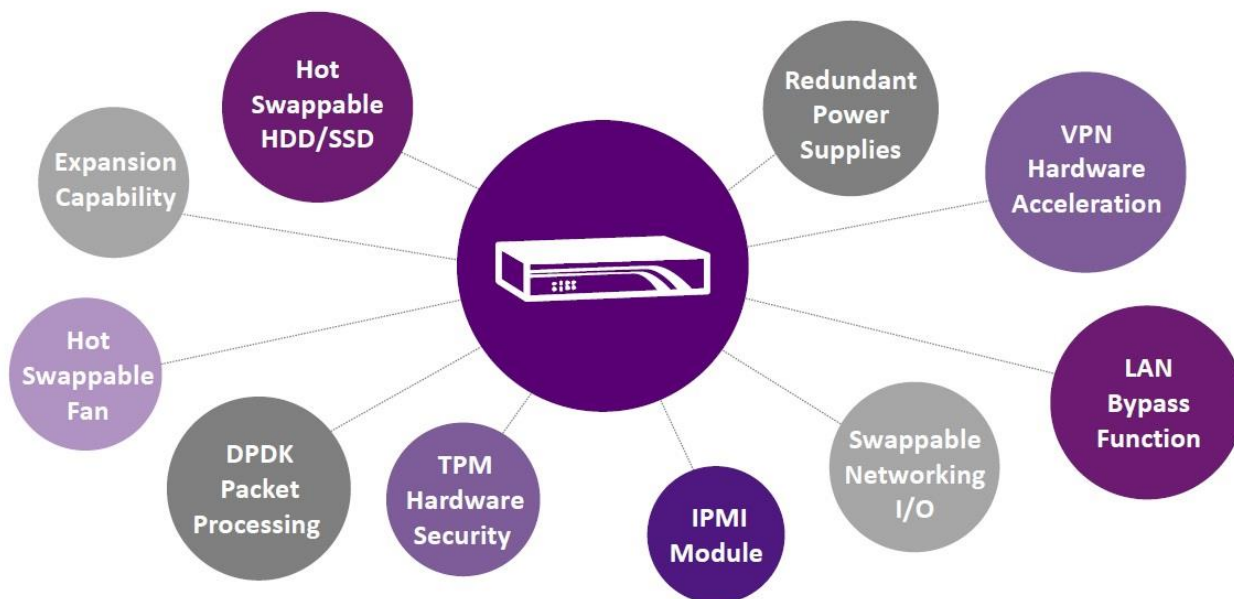 Hot
Swappable
HDD/SSD
Redundant
Power
Supplies
Expansion
Capability
VPN
Hardware
Acceleration
Hot
Swappable
Fan
LAN
Bypass
Function
DPDK
Packet
Processing
TPM
Hardware
Security
IPMI
Module
Swappable
Networking
I/O